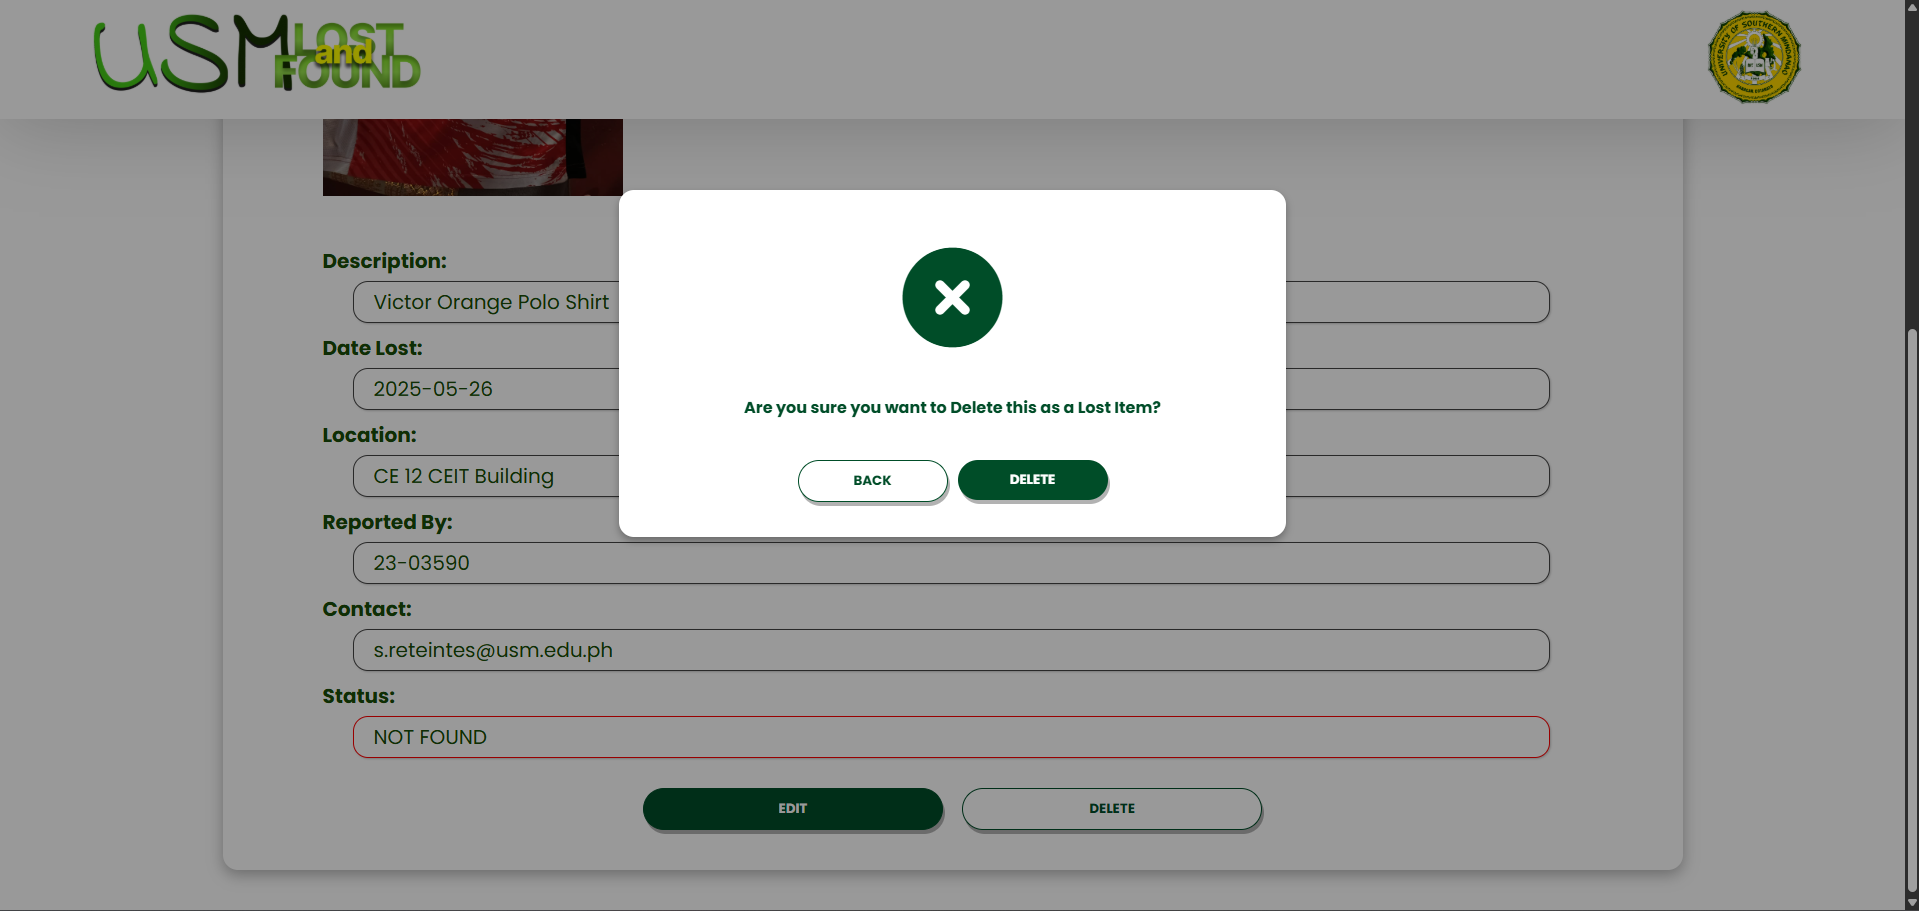 USM LOST
and
FOUND
UNIVERSITY OF SOUTHERN MINDANAO
Description:
Victor Orange Polo Shirt
Date Lost:
2025-05-26
Location:
CE 12 CEIT Building
Reported By:
23-03590
Contact:
s.reteintes@usm.edu.ph
Status:
NOT FOUND
EDIT
DELETE
Are you sure you want to Delete this as a Lost Item?
BACK
DELETE